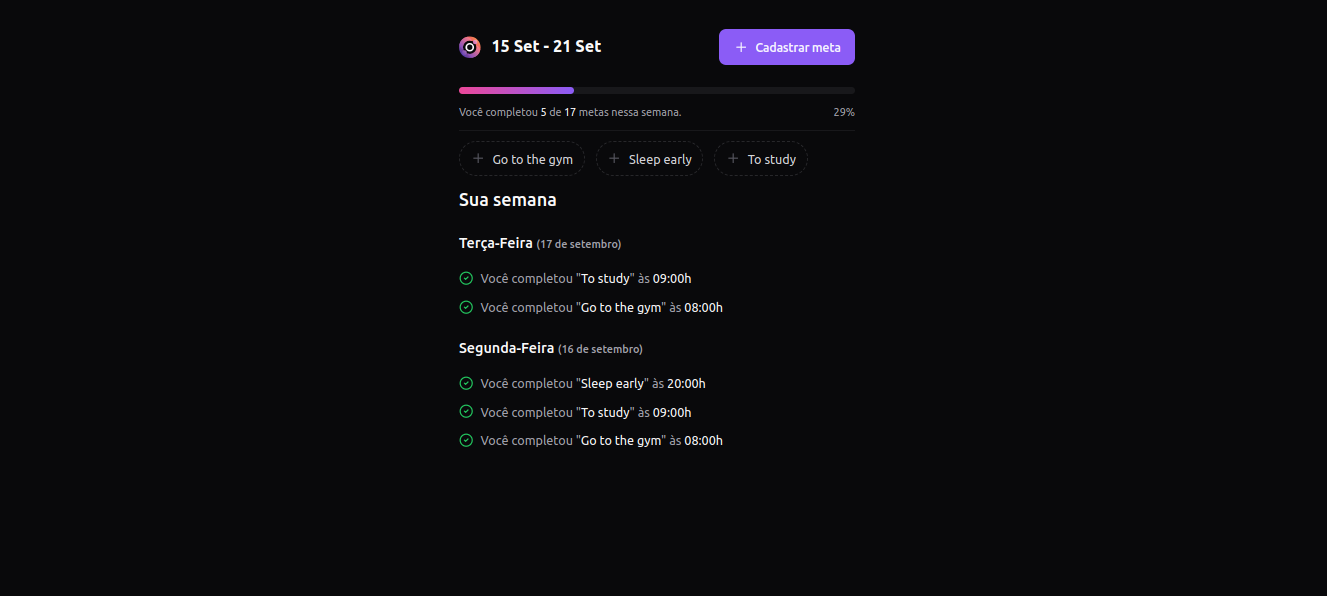 15 Set - 21 Set
Cadastrar meta
Você completou 5 de 17 metas nessa semana. 29%
Go to the gym Sleep early To study
Sua semana
Terça-Feira (17 de setembro)
Você completou "To study" às 09:00h
Você completou "Go to the gym" às 08:00h
Segunda-Feira (16 de setembro)
Você completou "Sleep early" às 20:00h
Você completou "To study" às 09:00h
Você completou "Go to the gym" às 08:00h